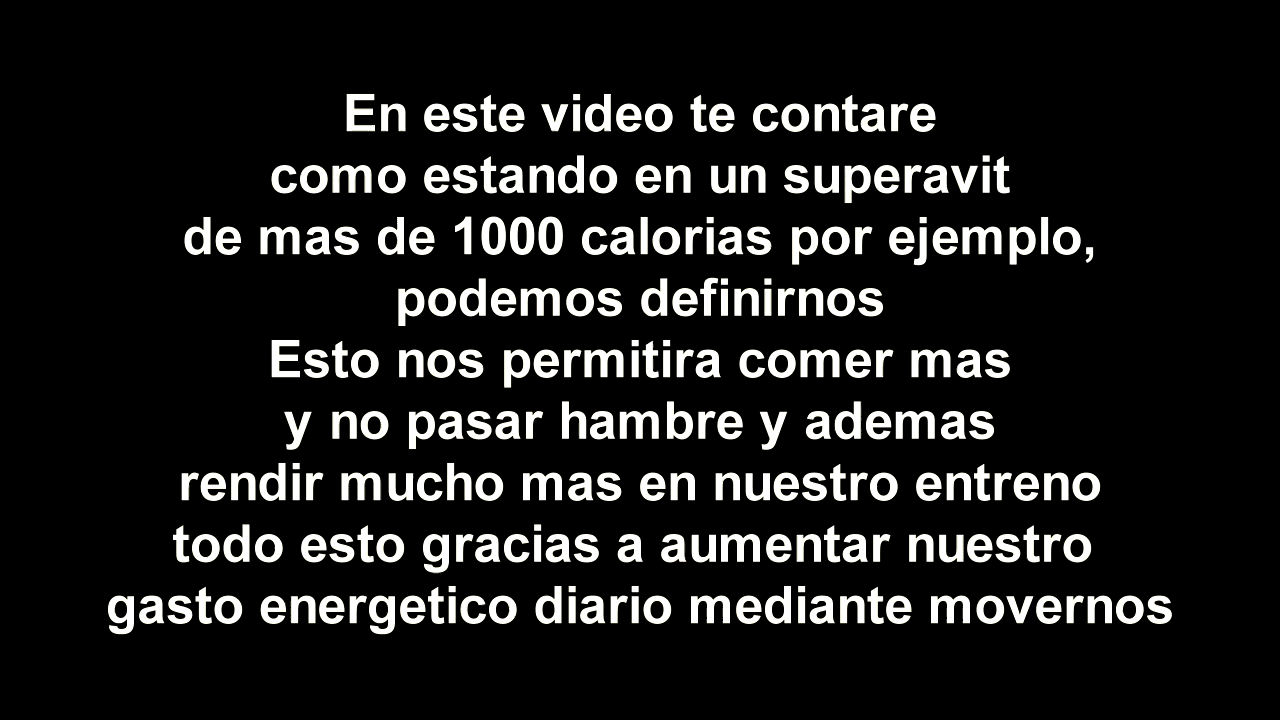 En este video te contare
como estando en un superavit
de mas de 1000 calorias por ejemplo,
podemos definirnos
Esto nos permitira comer mas
y no pasar hambre y ademas
rendir mucho mas en nuestro entreno
todo esto gracias a aumentar nuestro
gasto energetico diario mediante movernos